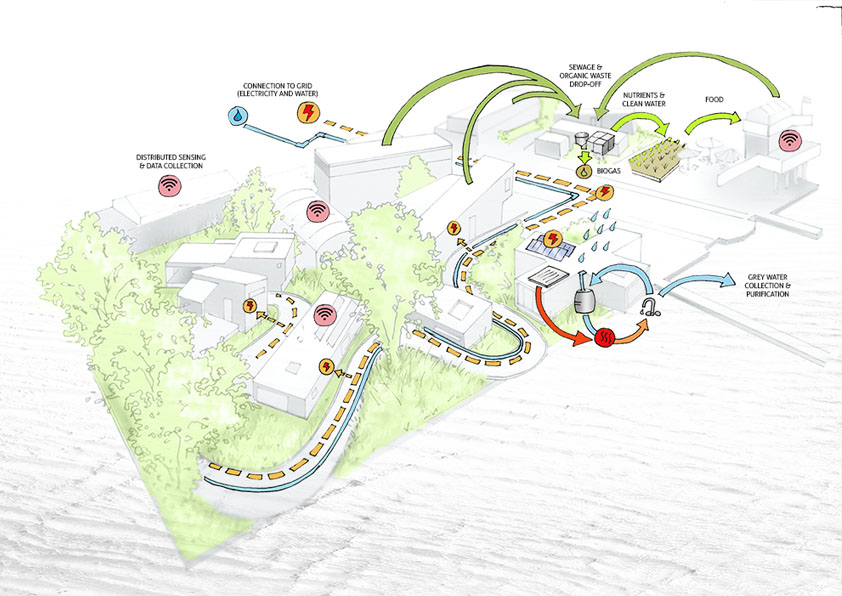 SEWAGE &
ORGANIC WASTE
DROP-OFF
CONNECTION TO GRID
(ELECTRICITY AND WATER)
NUTRIENTS &
CLEAN WATER
FOOD
DISTRIBUTED SENSING
& DATA COLLECTION
BIOGAS
GREY WATER
COLLECTION &
PURIFICATION